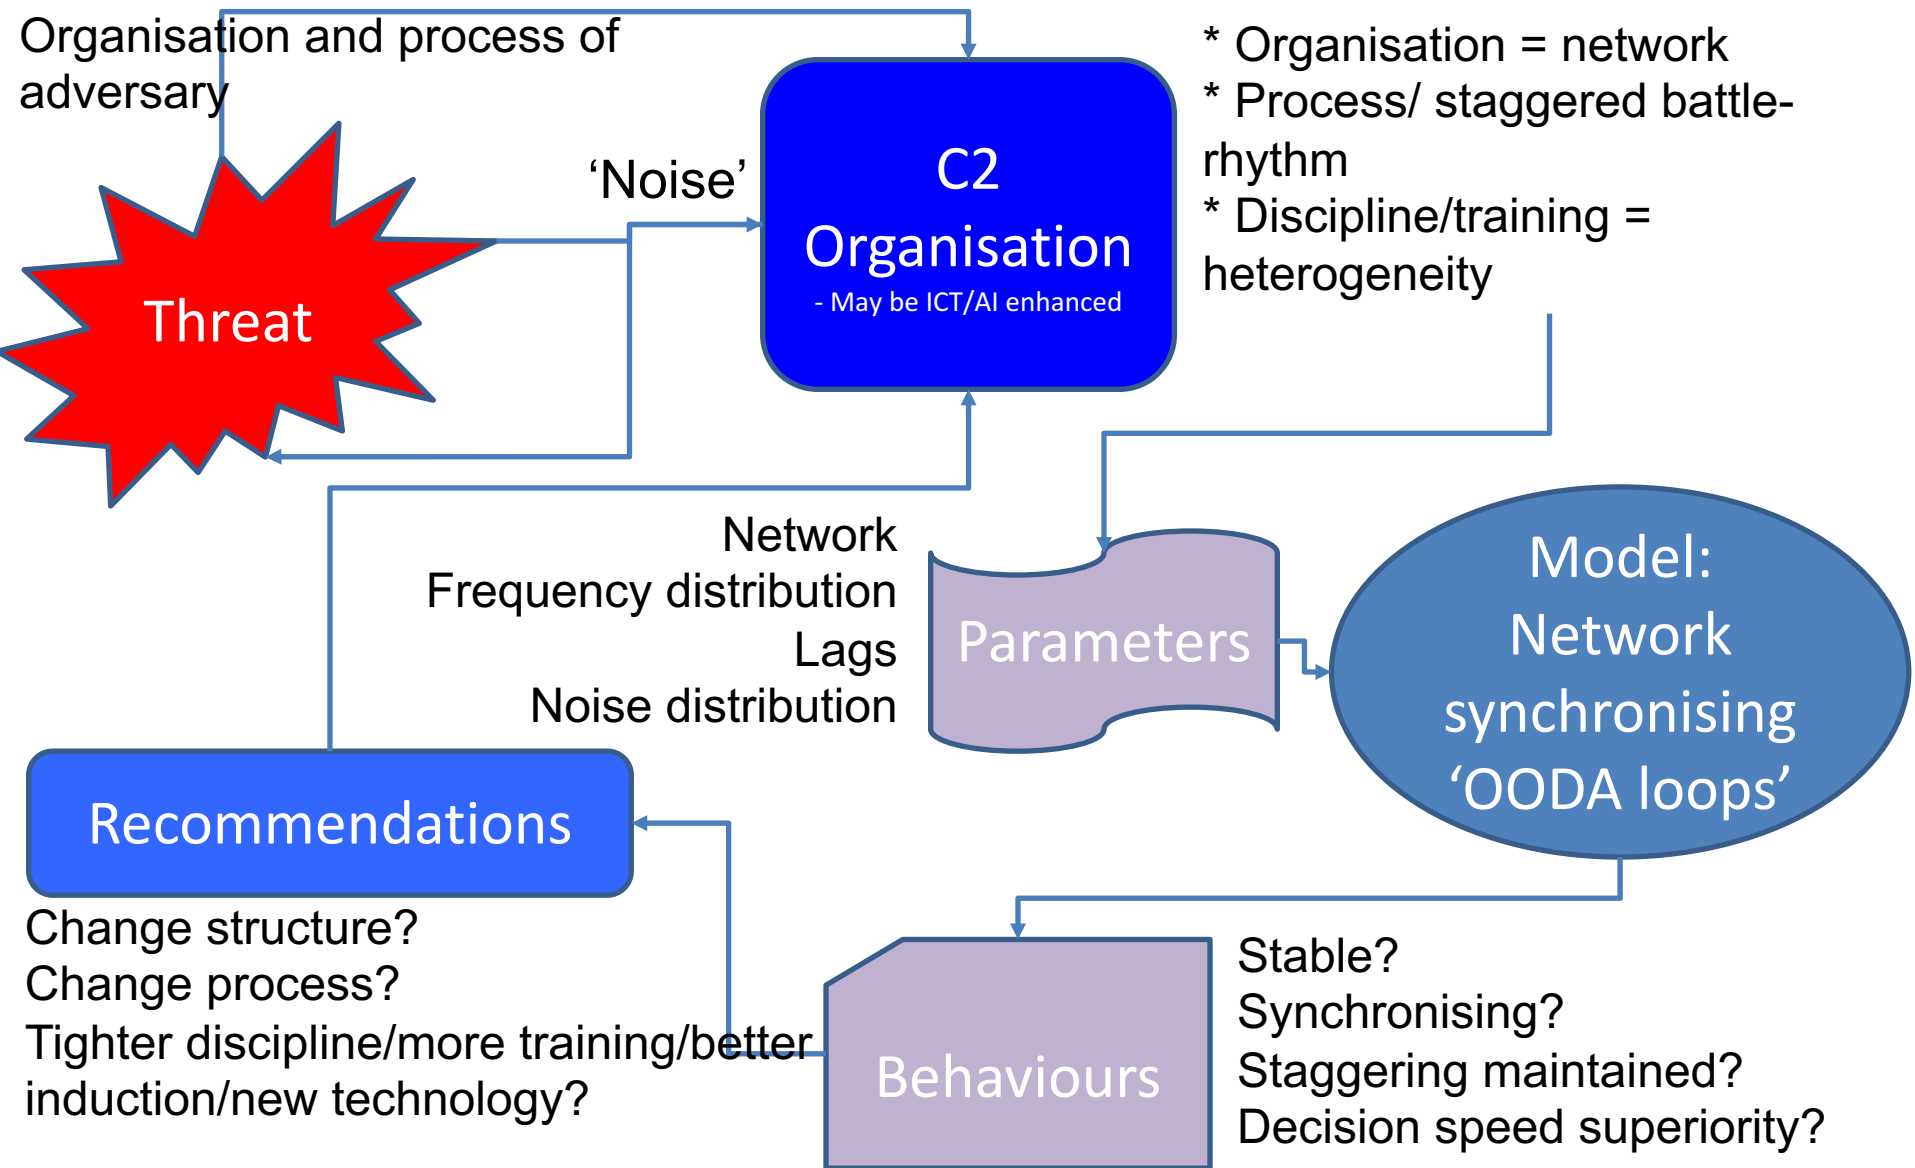 Organisation and process of
adversary
* Organisation = network
* Process/ staggered battle-
rhythm
* Discipline/training =
heterogeneity
‘Noise’
C2
Organisation
- May be ICT/AI enhanced
Threat
Network
Frequency distribution
Lags
Noise distribution
Parameters
Model:
Network
synchronising
‘OODA loops’
Recommendations
Change structure?
Change process?
Tighter discipline/more training/better
induction/new technology?
Behaviours
Stable?
Synchronising?
Staggering maintained?
Decision speed superiority?